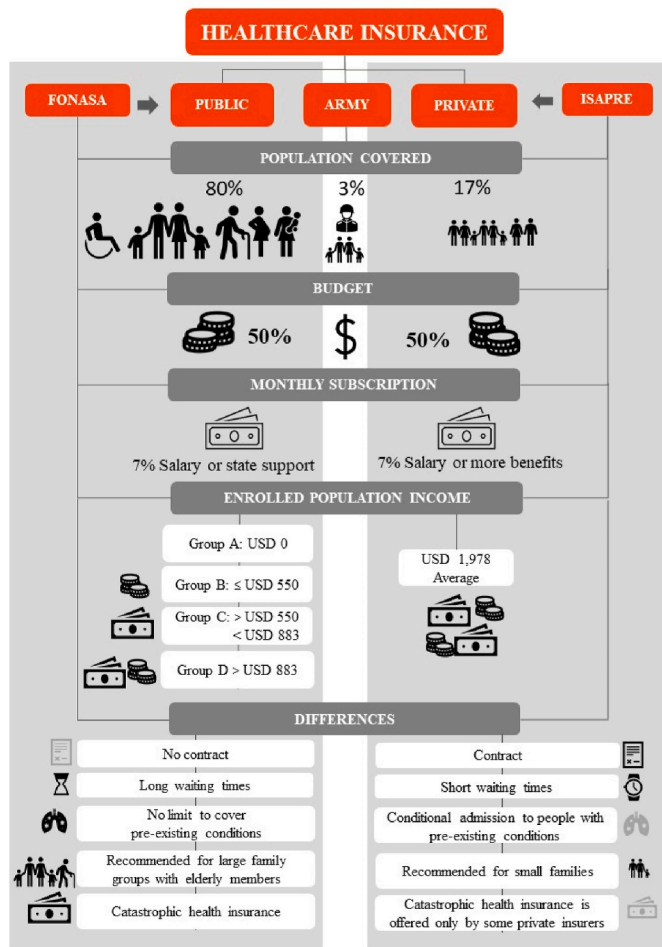 HEALTHCARE INSURANCE
FONASA
PUBLIC
ARMY
PRIVATE
ISAPRE
POPULATION COVERED
80%
3%
17%
BUDGET
50%
$
50%
MONTHLY SUBSCRIPTION
7% Salary or state support
7% Salary or more benefits
ENROLLED POPULATION INCOME
Group A: USD 0
Group B: ≤ USD 550
Group C: > USD 550
< USD 883
Group D > USD 883
USD 1,978
Average
DIFFERENCES
No contract
Contract
Long waiting times
Short waiting times
No limit to cover
pre-existing conditions
Conditional admission to people with
pre-existing conditions
Recommended for large family
groups with elderly members
Recommended for small families
Catastrophic health insurance
Catastrophic health insurance is
offered only by some private insurers